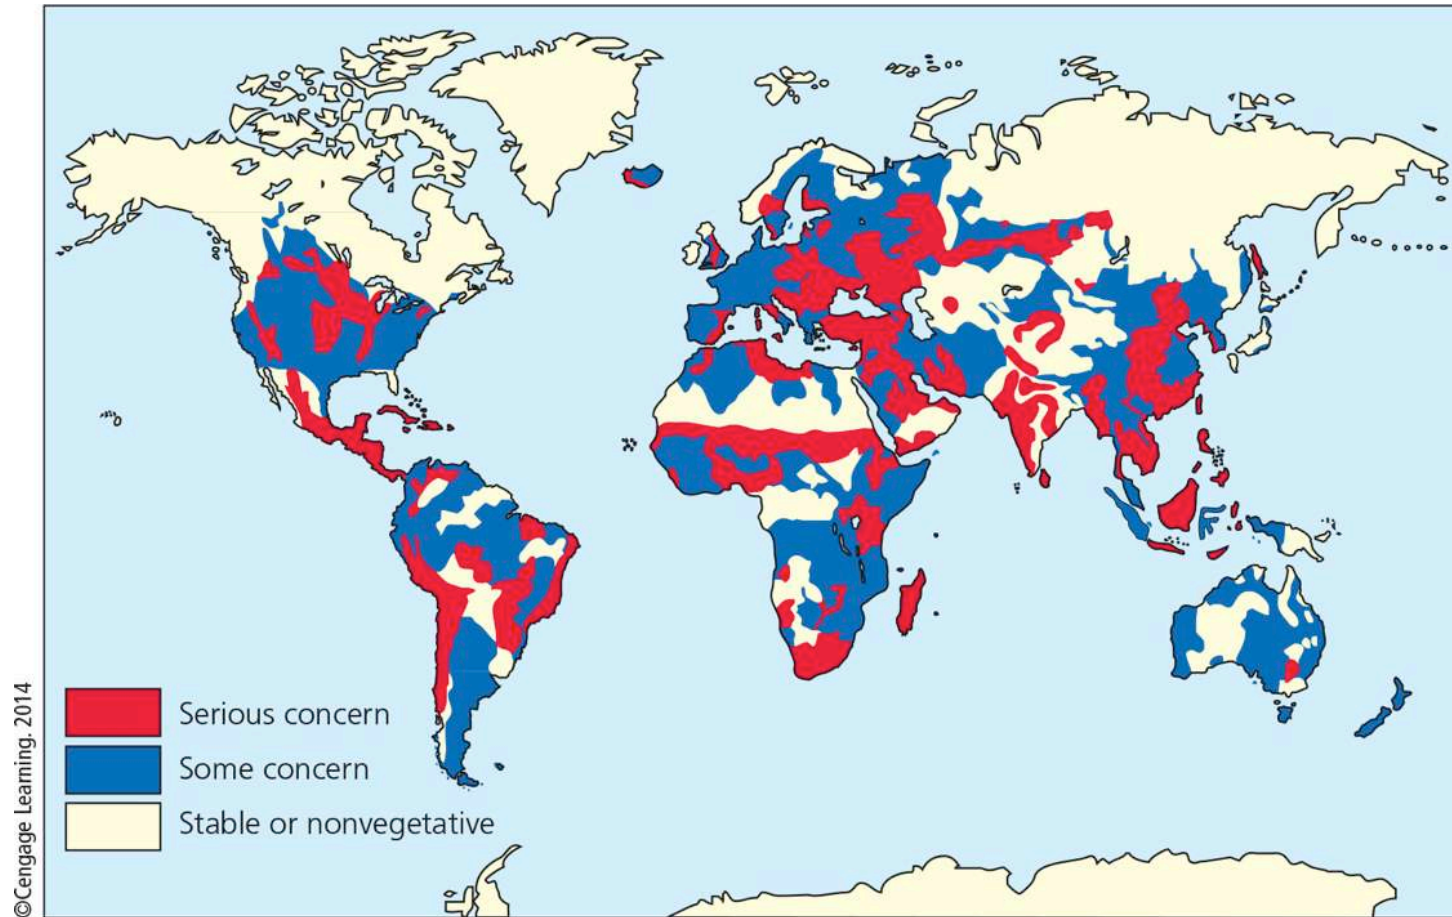 Serious concern
Some concern
Stable or nonvegetative
©Cengage Learning. 2014